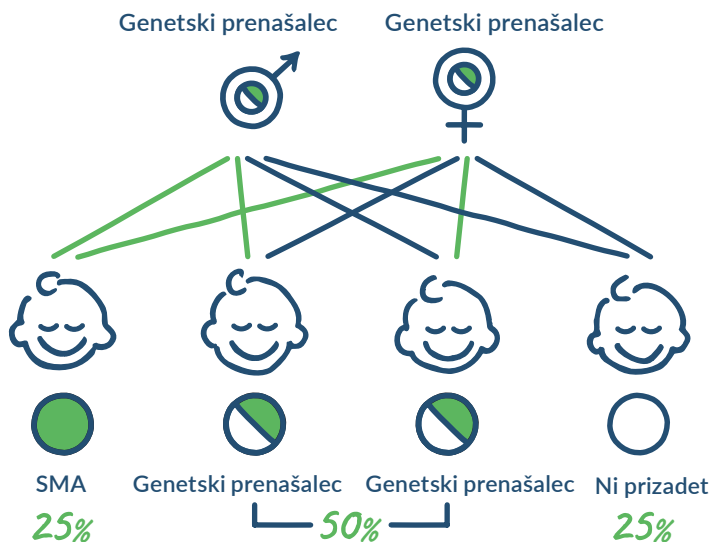 Genetski prenašalec Genetski prenašalec
SMA Genetski prenašalec Genetski prenašalec Ni prizadet
25% 50% 25%